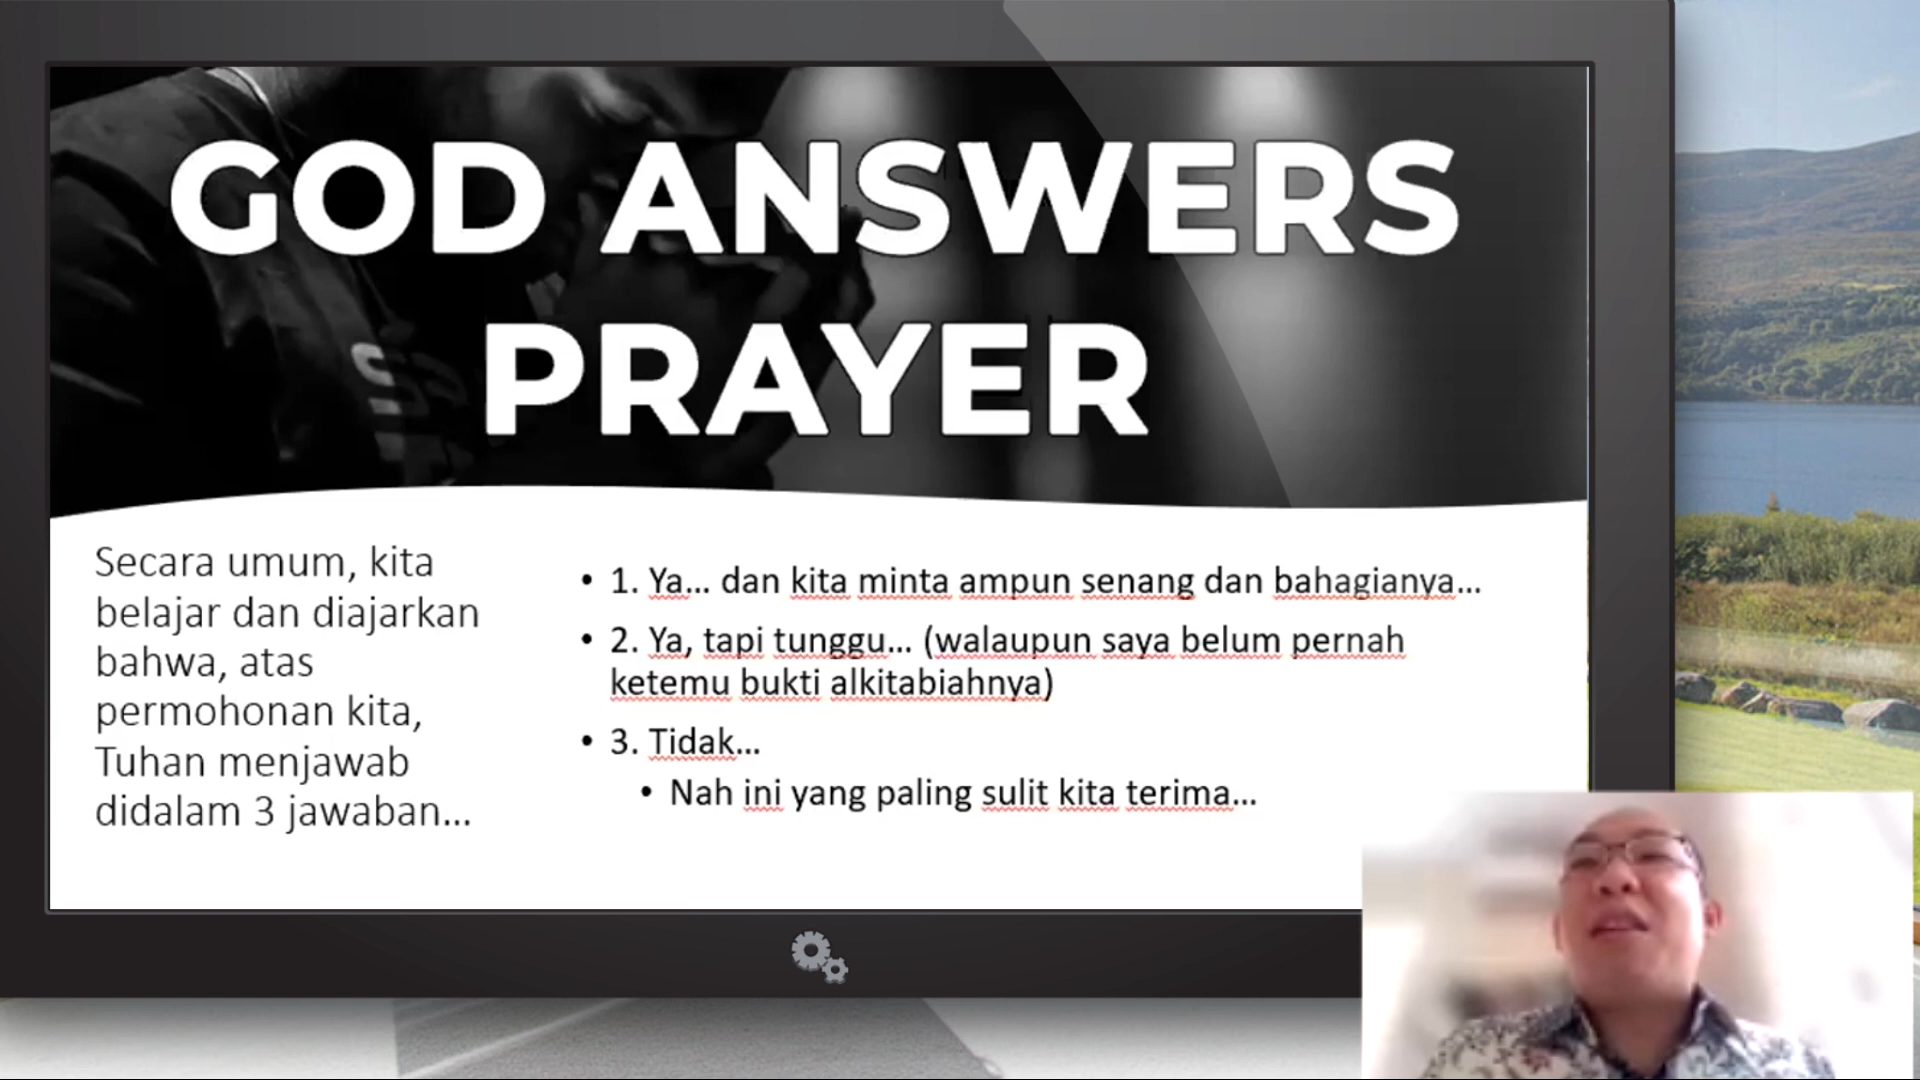 GOD ANSWERS
PRAYER
Secara umum, kita
belajar dan diajarkan
bahwa, atas
permohonan kita,
Tuhan menjawab
didalam 3 jawaban...
• 1. Ya... dan kita minta ampun senang dan bahagianya...
• 2. Ya, tapi tunggu... (walaupun saya belum pernah
ketemu bukti alkitabiahnya)
• 3. Tidak...
• Nah ini yang paling sulit kita terima...